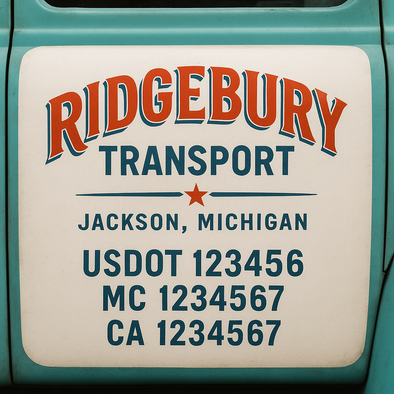 RIDGEBURY
TRANSPORT
JACKSON, MICHIGAN
USDOT 123456
MC 1234567
CA 1234567